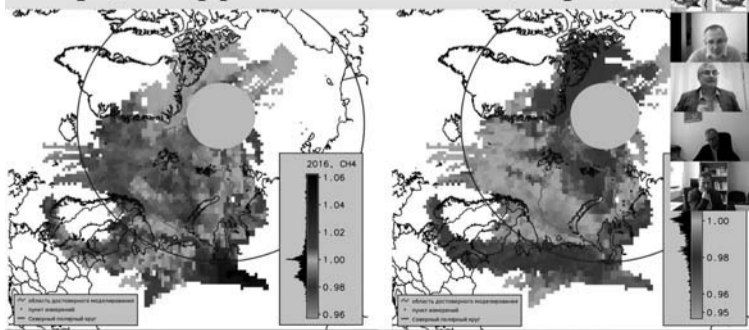 2016, CH4
1.06
1.04
1.02
1.00
0.98
0.96
область достоверного моделирования
пункт измерений
Северный полярный круг
1.00
0.98
0.96
0.95
область достоверного моделирования
пункт измерений
Северный полярный круг